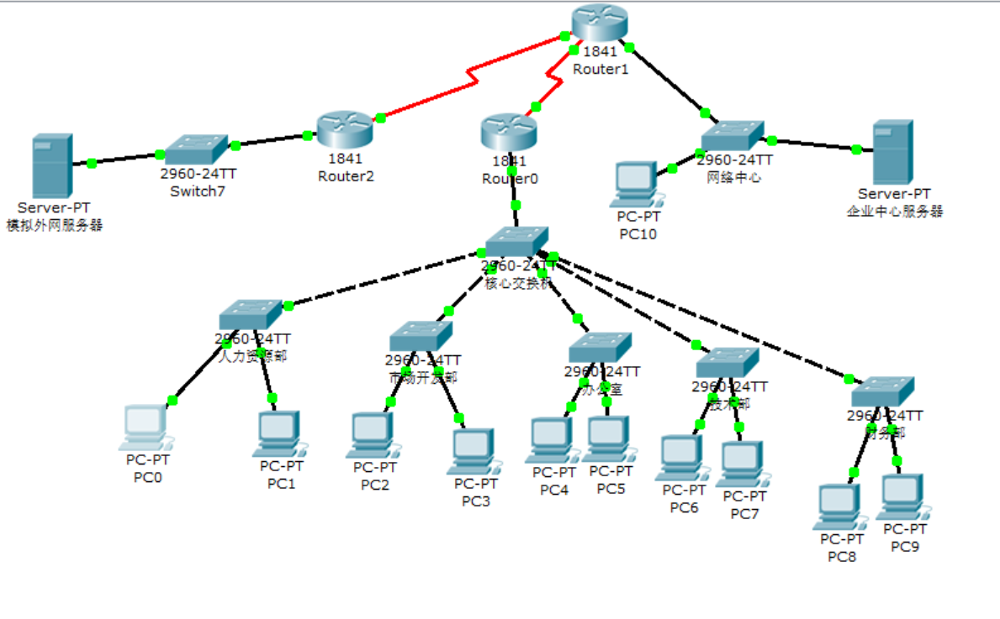 1841
Router1
1841
Router2
1841
Router0
2960-24TT
网络中心
2960-24TT
Switch7
Server-PT
模拟外网服务器
Server-PT
企业中心服务器
PC-PT
PC10
2960-24TT
核心交换机
2960-24TT
人力资源部
2960-24TT
市场开发部
2960-24TT
办公室
2960-24TT
技术部
2960-24TT
财务部
PC-PT
PC0
PC-PT
PC1
PC-PT
PC2
PC-PT
PC3
PC-PT
PC4
PC-PT
PC5
PC-PT
PC6
PC-PT
PC7
PC-PT
PC8
PC-PT
PC9